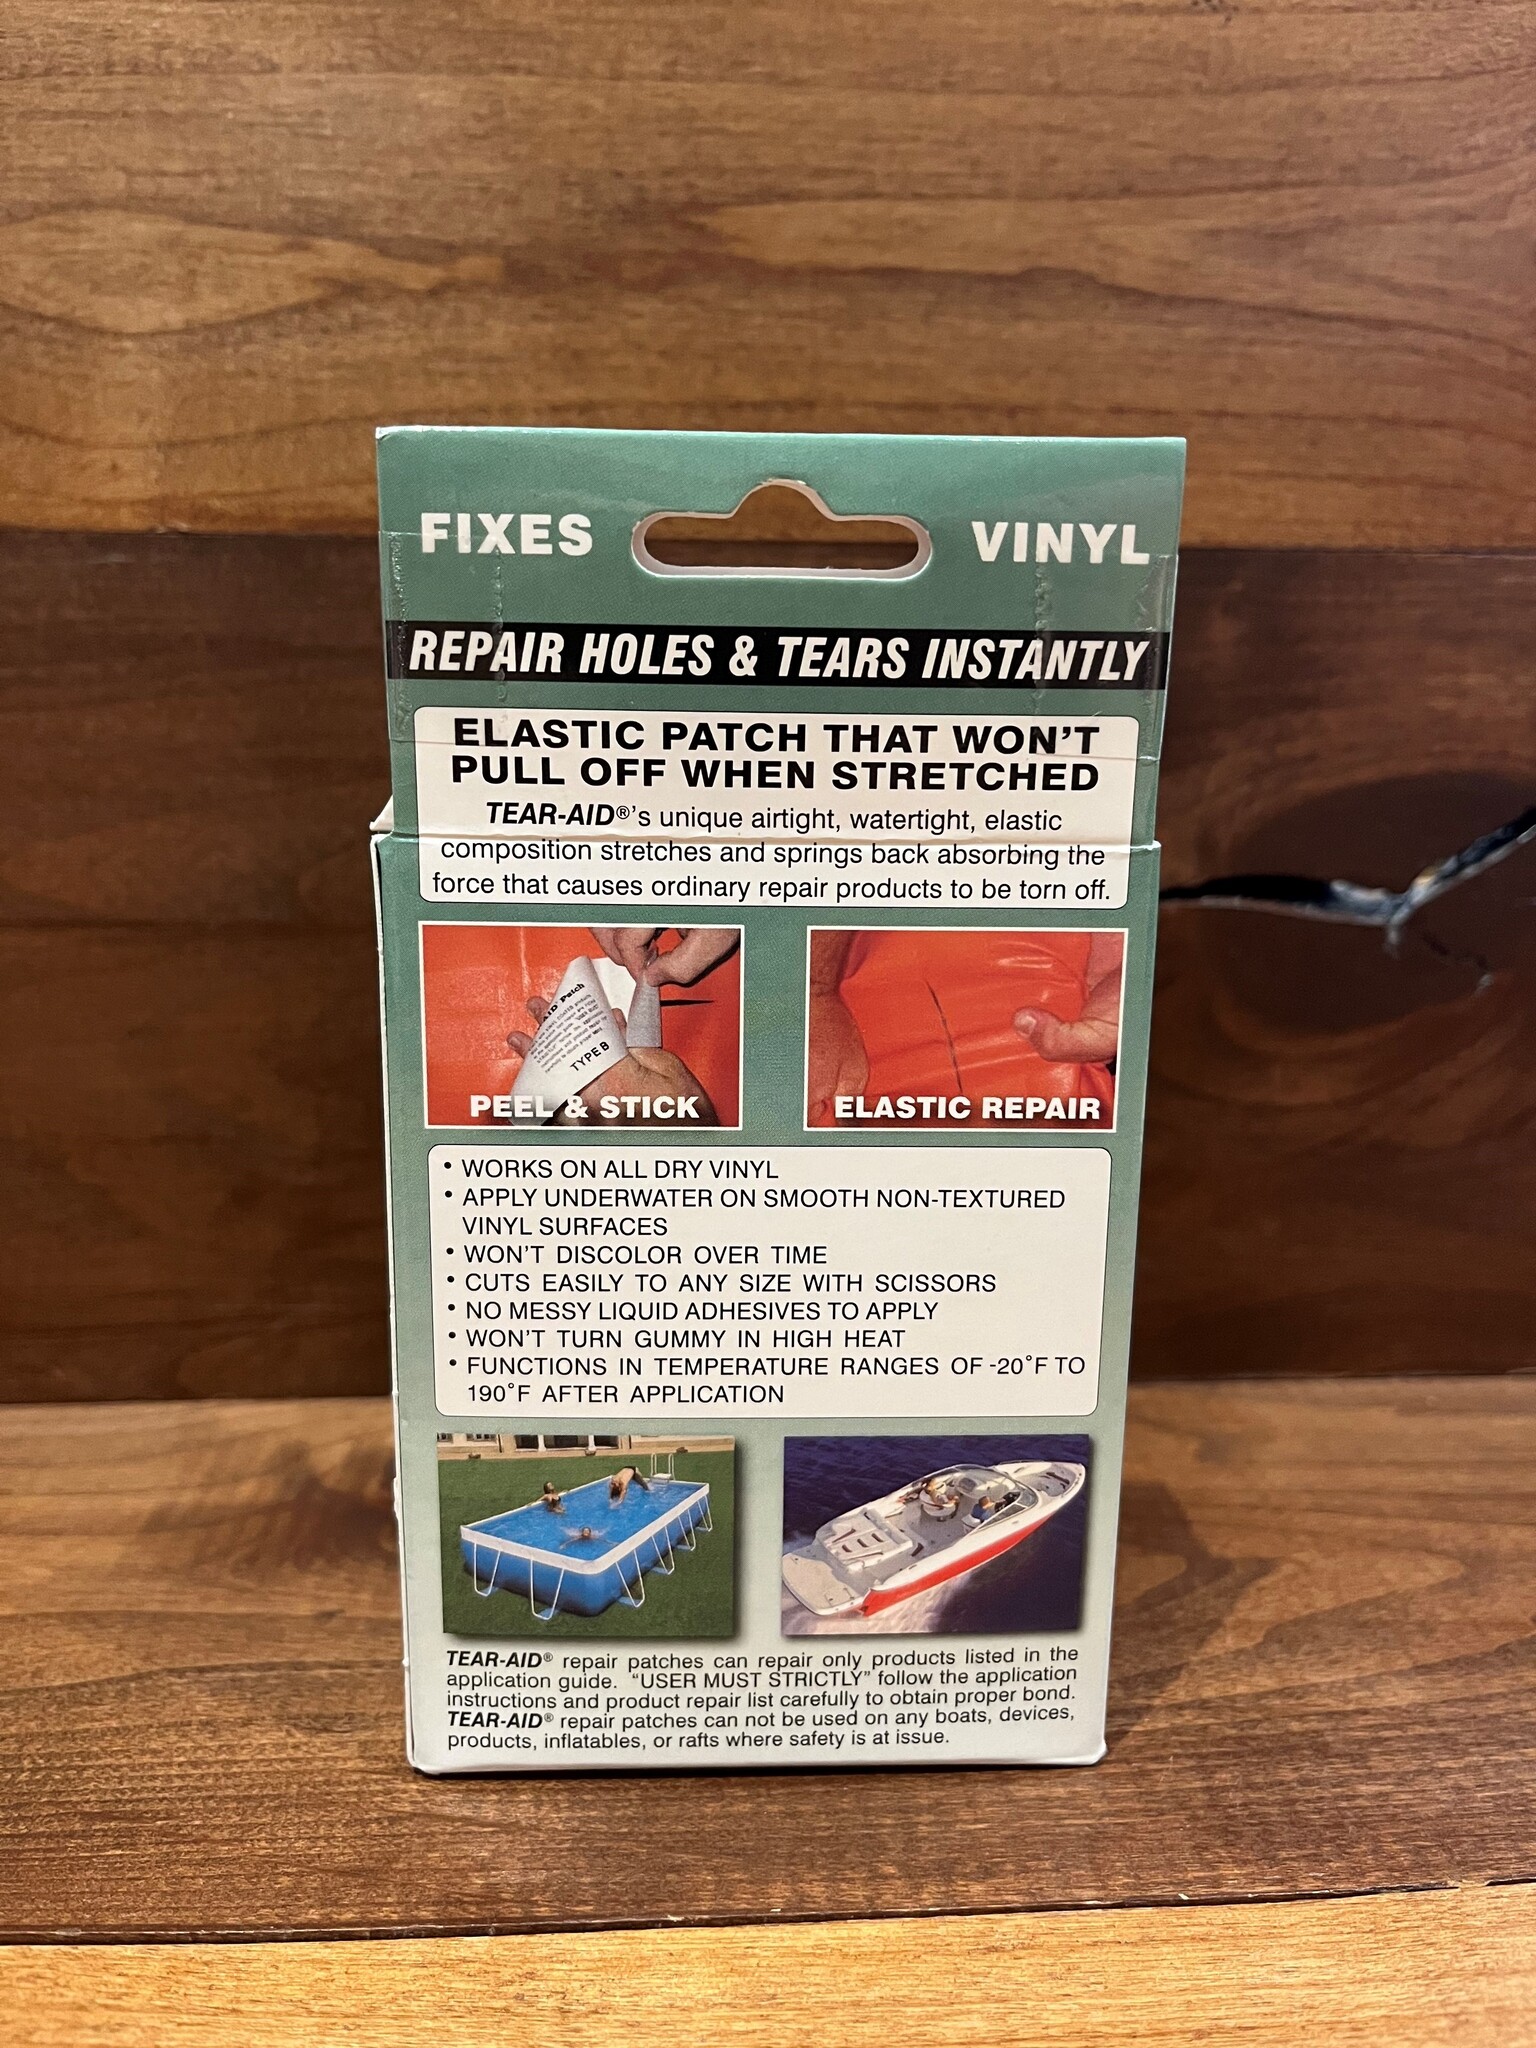 FIXES VINYL
REPAIR HOLES & TEARS INSTANTLY
ELASTIC PATCH THAT WON'T
PULL OFF WHEN STRETCHED
TEAR-AID®'s unique airtight, watertight, elastic
composition stretches and springs back absorbing the
force that causes ordinary repair products to be torn off.
Patch
TYPE B
PEEL & STICK
ELASTIC REPAIR
• WORKS ON ALL DRY VINYL
• APPLY UNDERWATER ON SMOOTH NON-TEXTURED
VINYL SURFACES
• WON'T DISCOLOR OVER TIME
• CUTS EASILY TO ANY SIZE WITH SCISSORS
• NO MESSY LIQUID ADHESIVES TO APPLY
• WON'T TURN GUMMY IN HIGH HEAT
• FUNCTIONS IN TEMPERATURE RANGES OF -20°F TO
190°F AFTER APPLICATION
TEAR-AID® repair patches can repair only products listed in the
application guide. "USER MUST STRICTLY" follow the application
instructions and product repair list carefully to obtain proper bond.
TEAR-AID® repair patches can not be used on any boats, devices,
products, inflatables, or rafts where safety is at issue.